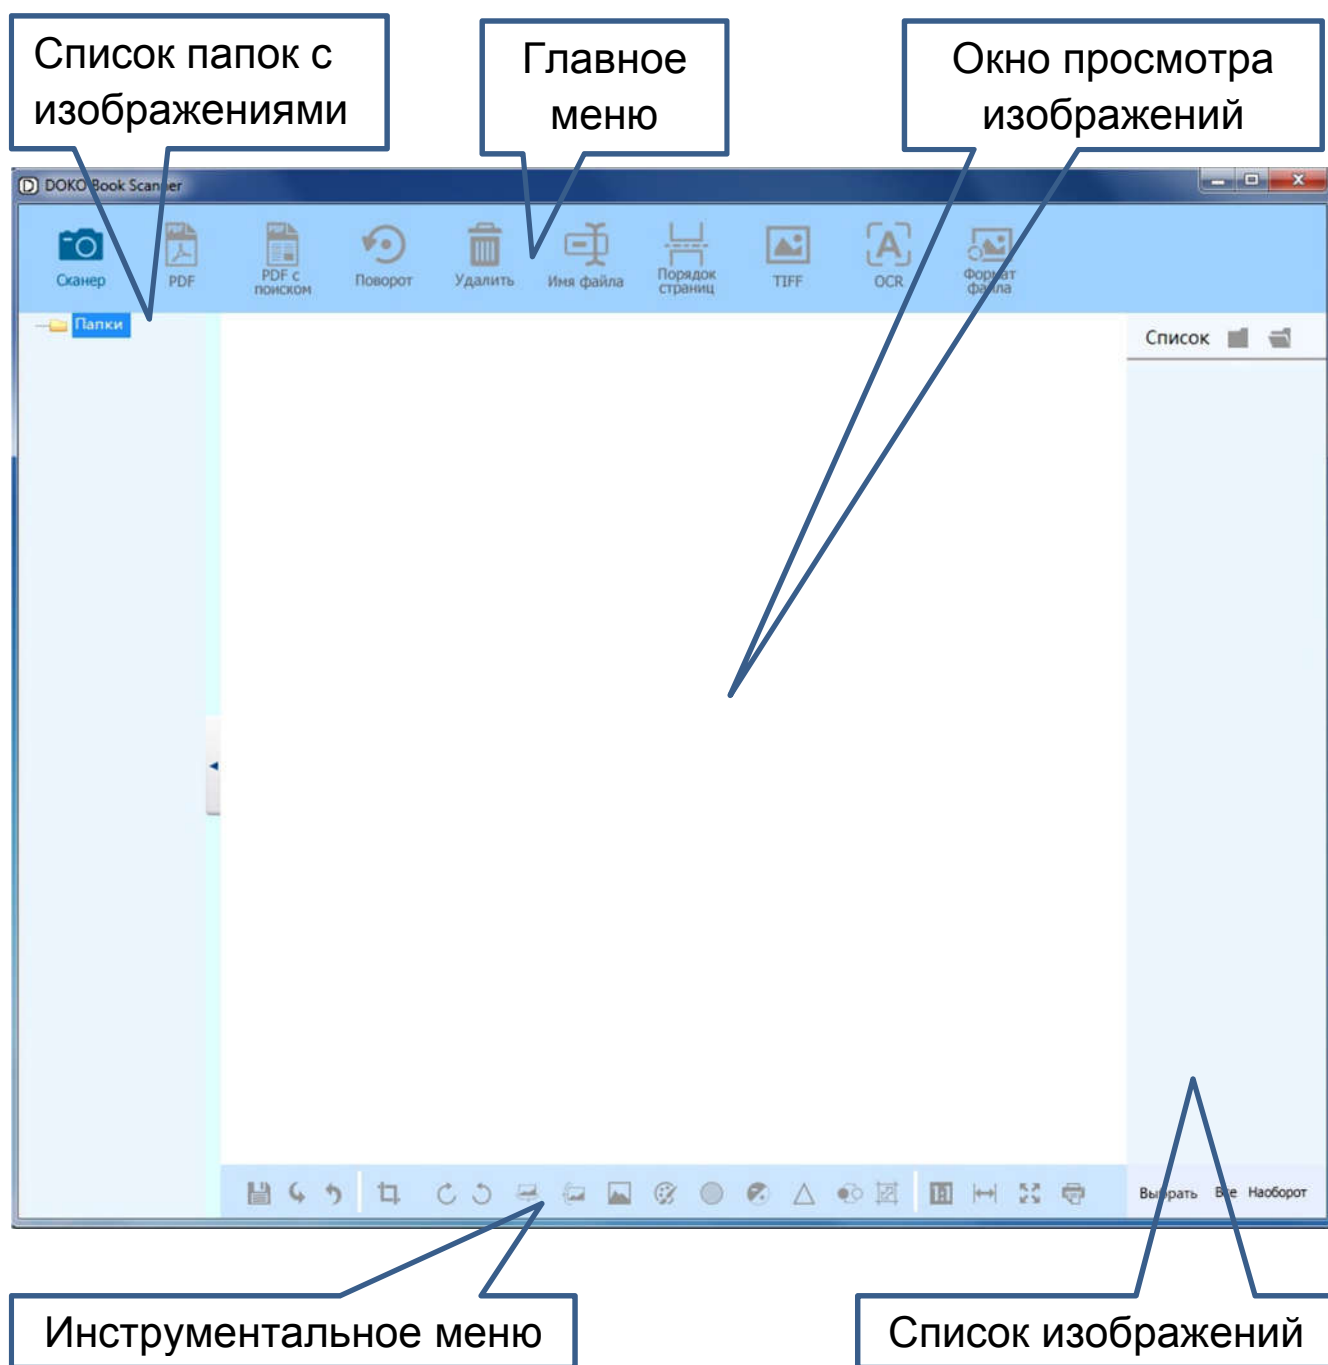 Список папок с
изображениями
Главное
меню
Окно просмотра
изображений
DOKO Book Scanner
Сканер
PDF
PDF с
поиском
Поворот
Удалить
Имя файла
Порядок
страниц
TIFF
OCR
Формат
файла
Папки
Список
Выбрать Все Наоборот
Инструментальное меню
Список изображений